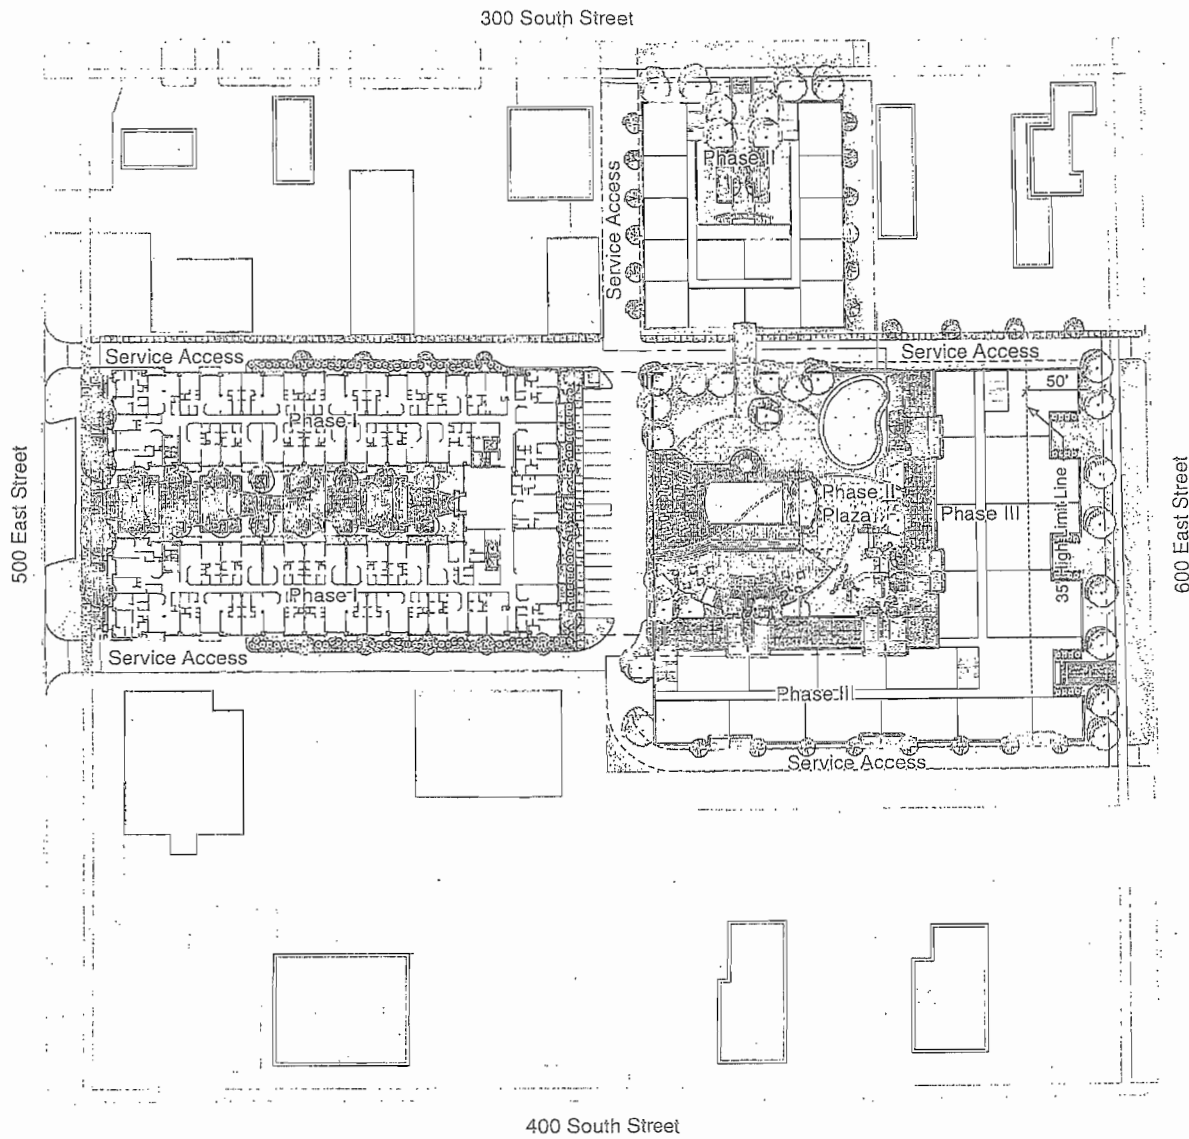 300 South Street
Phase II
Service Access
Service Access
Service Access
50'
Phase I
500 East Street
Phase II
Plaza
Phase III
35' Hight Limit Line
600 East Street
Phase I
Service Access
Phase III
Service Access
400 South Street